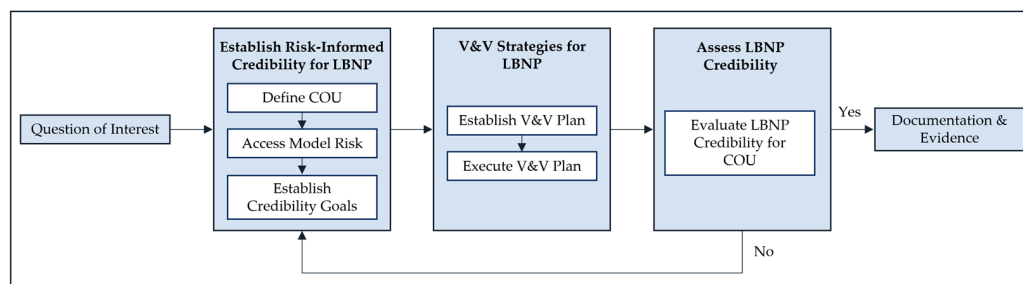 Question of Interest
Establish Risk-Informed
Credibility for LBNP
Define COU
Access Model Risk
Establish
Credibility Goals
V&V Strategies for
LBNP
Establish V&V Plan
Execute V&V Plan
Assess LBNP
Credibility
Evaluate LBNP
Credibility for
COU
Yes
No
Documentation &
Evidence